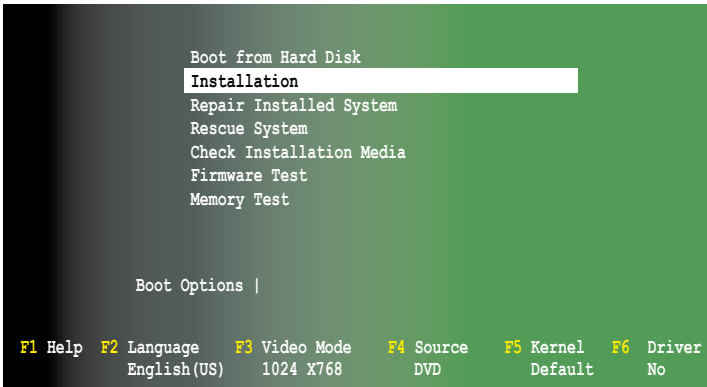 Boot from Hard Disk
Installation
Repair Installed System
Rescue System
Check Installation Media
Firmware Test
Memory Test
Boot Options |
F1 Help F2 Language F3 Video Mode F4 Source F5 Kernel F6 Driver
English(US) 1024 X768 DVD Default No